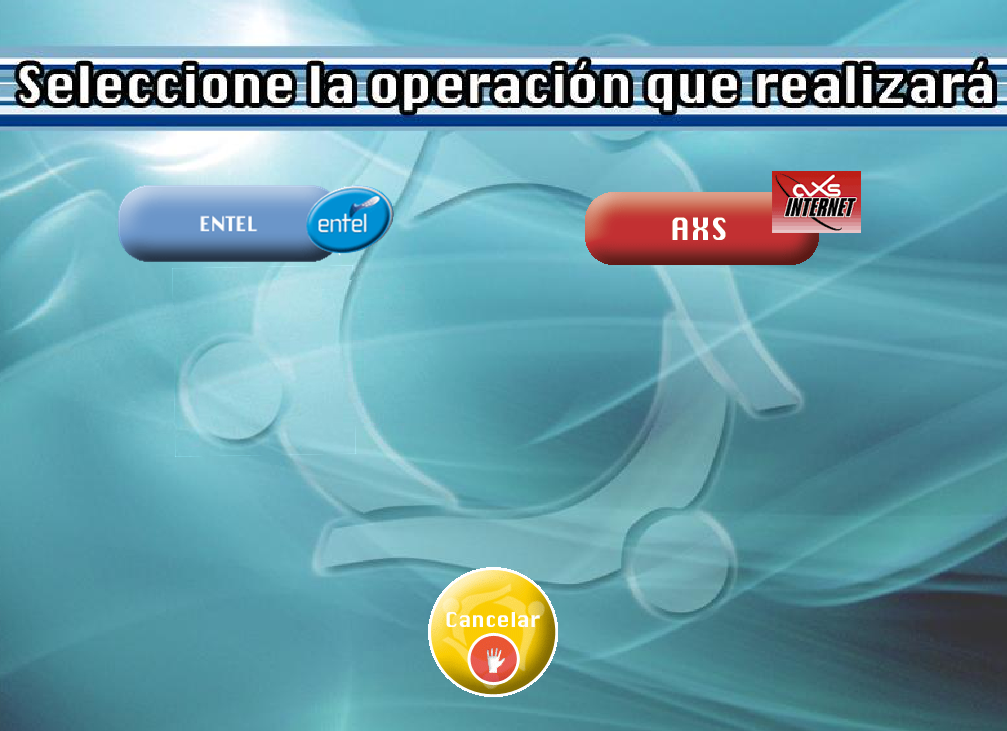 Seleccione la operación que realizará
ENTEL
entel
AXS
axs
INTERNET
Cancelar